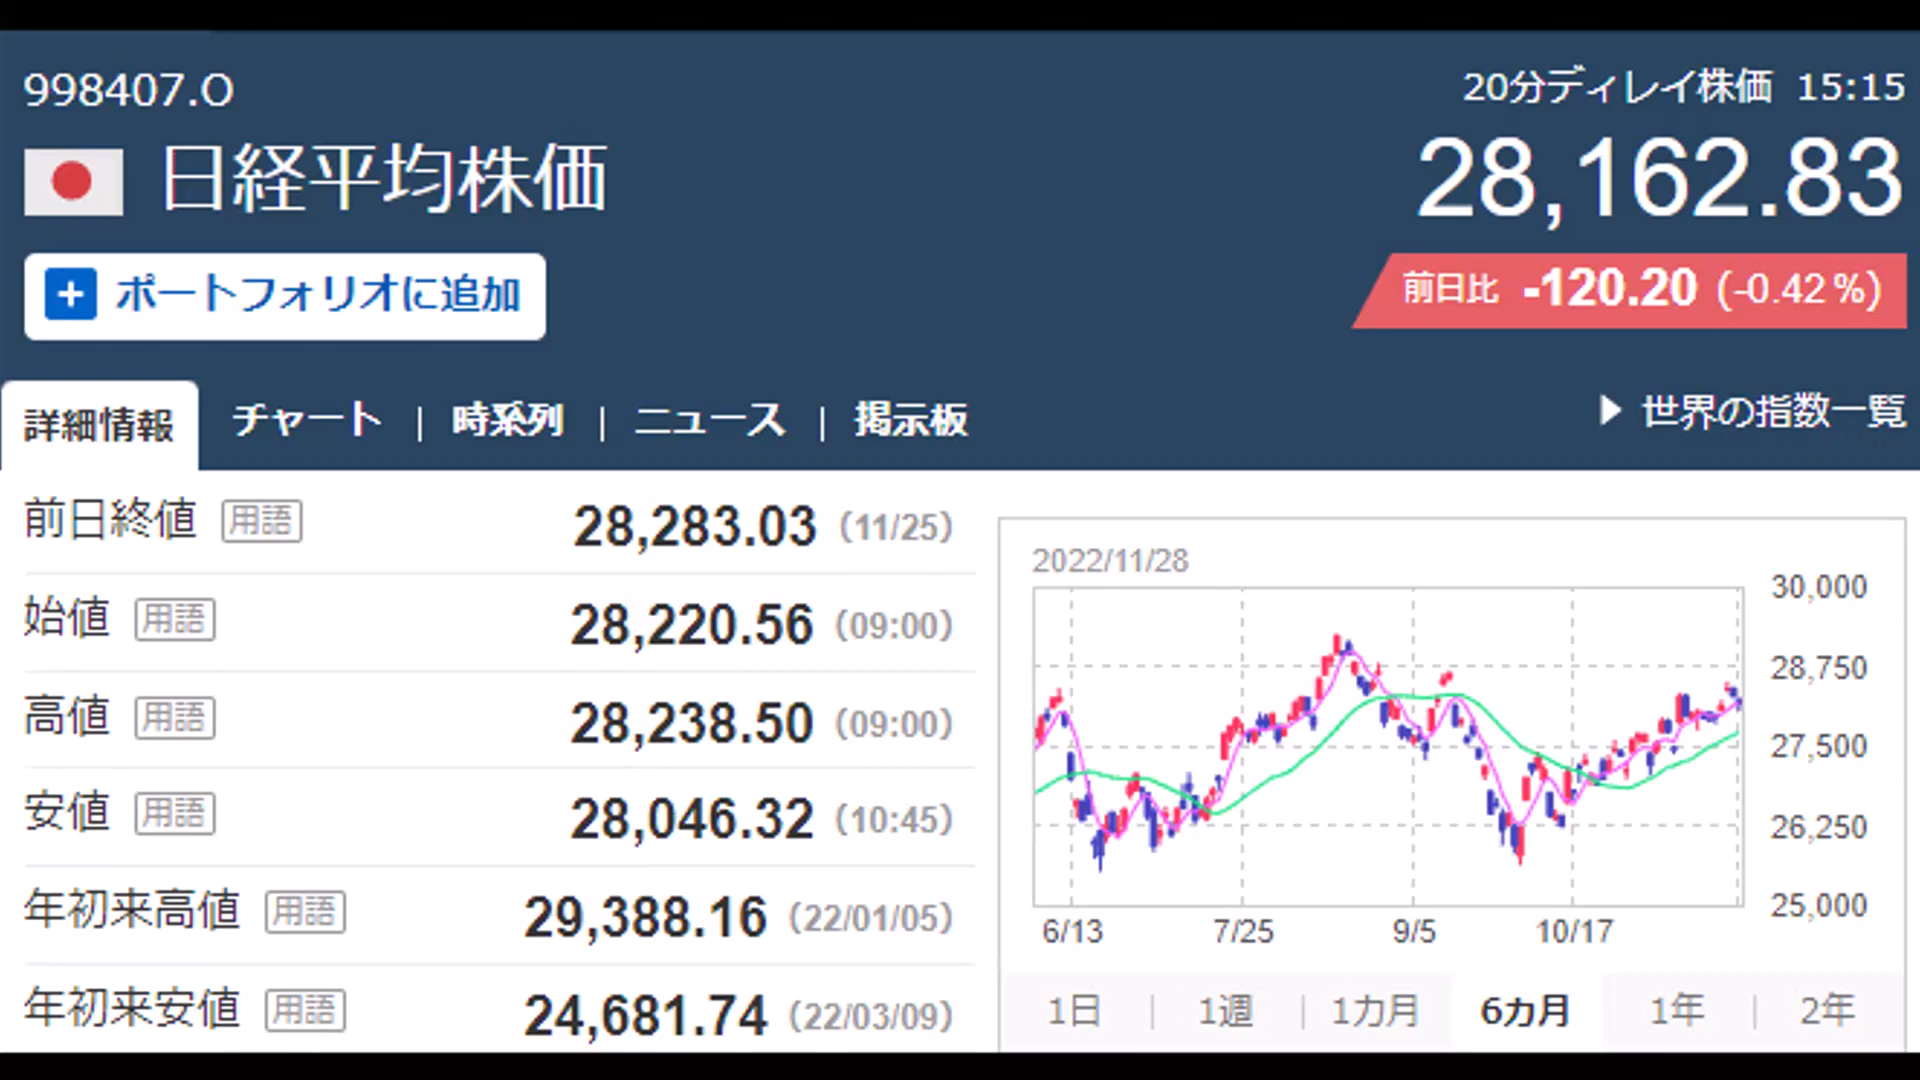 998407.O
20分ディレイ株価 15:15
日経平均株価
28,162.83
+ ポートフォリオに追加
前日比 -120.20 (-0.42%)
詳細情報 チャート | 時系列 | ニュース | 掲示板
▶ 世界の指数一覧
前日終値 用語 28,283.03 (11/25)
始値 用語 28,220.56 (09:00)
高値 用語 28,238.50 (09:00)
安値 用語 28,046.32 (10:45)
年初来高値 用語 29,388.16 (22/01/05)
年初来安値 用語 24,681.74 (22/03/09)
2022/11/28
30,000
28,750
27,500
26,250
25,000
6/13 7/25 9/5 10/17
1日 | 1週 | 1カ月 6カ月 1年 | 2年